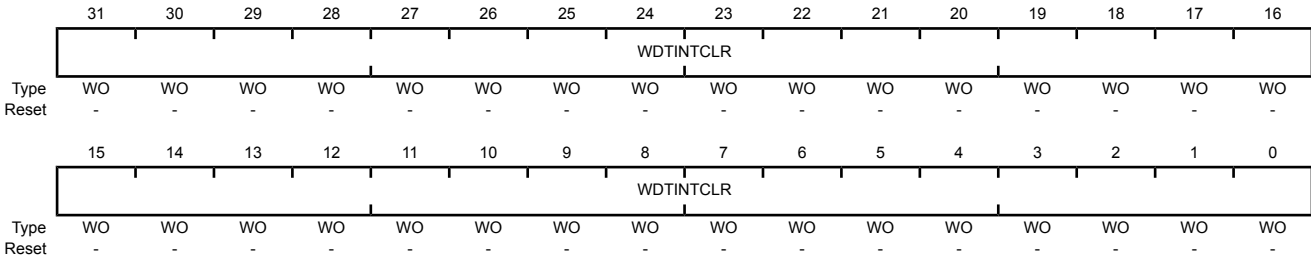 31 30 29 28 27 26 25 24 23 22 21 20 19 18 17 16
WDTINTCLR
Type WO WO WO WO WO WO WO WO WO WO WO WO WO WO WO WO
Reset - - - - - - - - - - - - - - - -
15 14 13 12 11 10 9 8 7 6 5 4 3 2 1 0
WDTINTCLR
Type WO WO WO WO WO WO WO WO WO WO WO WO WO WO WO WO
Reset - - - - - - - - - - - - - - - -